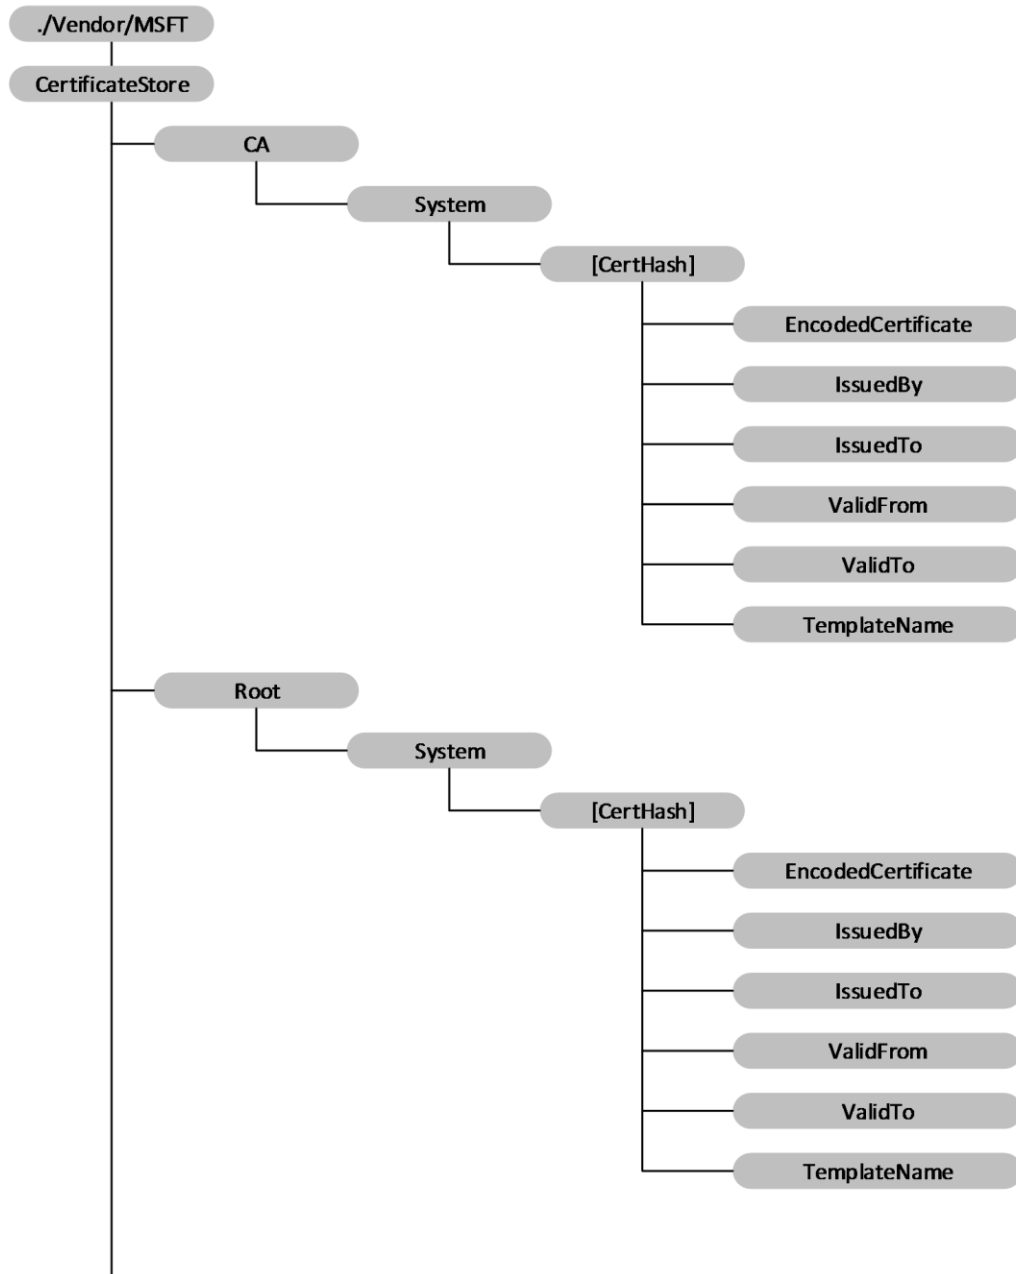 ./Vendor/MSFT
CertificateStore
CA
System
[CertHash]
EncodedCertificate
IssuedBy
IssuedTo
ValidFrom
ValidTo
TemplateName
Root
System
[CertHash]
EncodedCertificate
IssuedBy
IssuedTo
ValidFrom
ValidTo
TemplateName